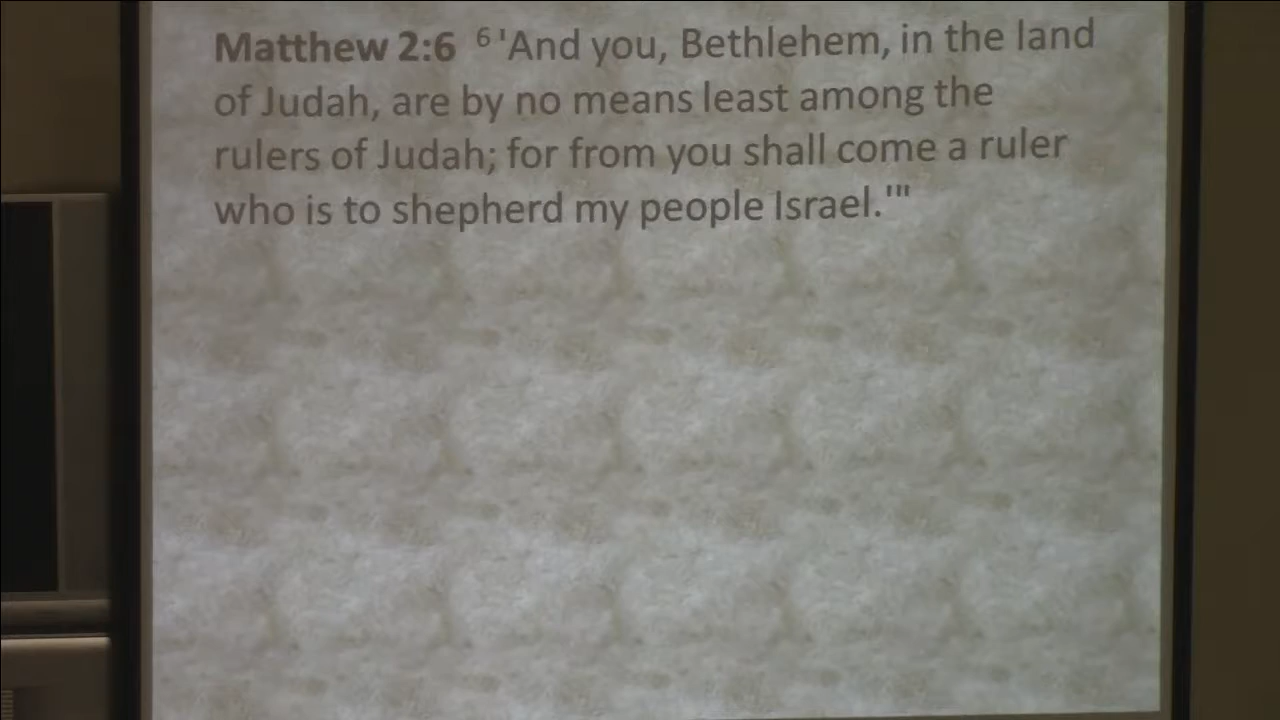 Matthew 2:6 6 'And you, Bethlehem, in the land
of Judah, are by no means least among the
rulers of Judah; for from you shall come a ruler
who is to shepherd my people Israel.'"